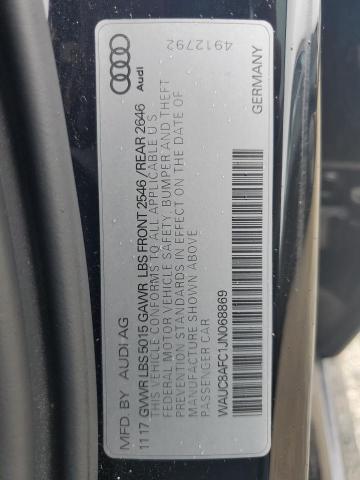 MFD BY AUDI AG
11 17 GVWR LBS 5015 GAWR LBS FRONT 2546 / REAR 2646
THIS VEHICLE CONFORMS TO ALL APPLICABLE U S
FEDERAL MOTOR VEHICLE SAFETY, BUMPER AND THEFT
PREVENTION STANDARDS IN EFFECT ON THE DATE OF
MANUFACTURE SHOWN ABOVE
PASSENGER CAR
WAUC8AFC1JN068869
GERMANY
Audi
4912792